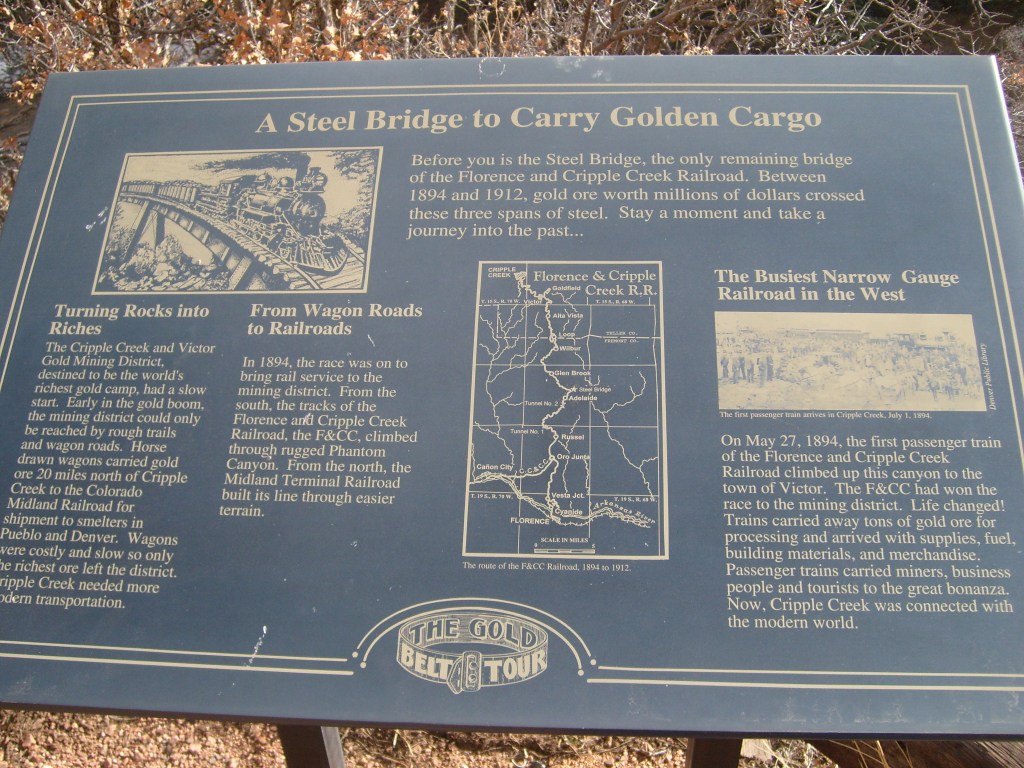 A Steel Bridge to Carry Golden Cargo
Before you is the Steel Bridge, the only remaining bridge
of the Florence and Cripple Creek Railroad. Between
1894 and 1912, gold ore worth millions of dollars crossed
these three spans of steel. Stay a moment and take a
journey into the past...
Turning Rocks into
Riches
The Cripple Creek and Victor
Gold Mining District,
destined to be the world's
richest gold camp, had a slow
start. Early in the gold boom,
the mining district could only
be reached by rough trails
and wagon roads. Horse
drawn wagons carried gold
ore 20 miles north of Cripple
Creek to the Colorado
Midland Railroad for
shipment to smelters in
Pueblo and Denver. Wagons
were costly and slow so only
he richest ore left the district.
ripple Creek needed more
odern transportation.
From Wagon Roads
to Railroads
In 1894, the race was on to
bring rail service to the
mining district. From the
south, the tracks of the
Florence and Cripple Creek
Railroad, the F&CC, climbed
through rugged Phantom
Canyon. From the north, the
Midland Terminal Railroad
built its line through easier
terrain.
Florence & Cripple
Creek R.R.
CRIPPLE
CREEK
Goldfield
T. 15 S., R. 70 W.
Victor
T. 15 S., R. 68 W.
Alta Vista
Loop
TELLER CO.
FREMONT CO.
Wilbur
Glen Brook
Steel Bridge
Adelaide
Tunnel No. 2
Tunnel No. 1
Russel
Oro Junta
Cañon City
C C & C C
T. 19 S., R. 70 W.
Vesta Jct.
T. 19 S., R. 68 W.
Cyanide
Arkansas River
FLORENCE
SCALE IN MILES
The route of the F&CC Railroad, 1894 to 1912.
The Busiest Narrow Gauge
Railroad in the West
Denver Public Library
The first passenger train arrives in Cripple Creek, July 1, 1894.
On May 27, 1894, the first passenger train
of the Florence and Cripple Creek
Railroad climbed up this canyon to the
town of Victor. The F&CC had won the
race to the mining district. Life changed!
Trains carried away tons of gold ore for
processing and arrived with supplies, fuel,
building materials, and merchandise.
Passenger trains carried miners, business
people and tourists to the great bonanza.
Now, Cripple Creek was connected with
the modern world.
THE GOLD
BELT TOUR